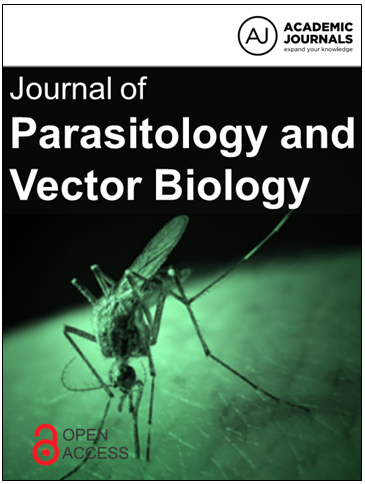 AJ
ACADEMIC
JOURNALS
expand your knowledge
Journal of
Parasitology and
Vector Biology
OPEN
ACCESS